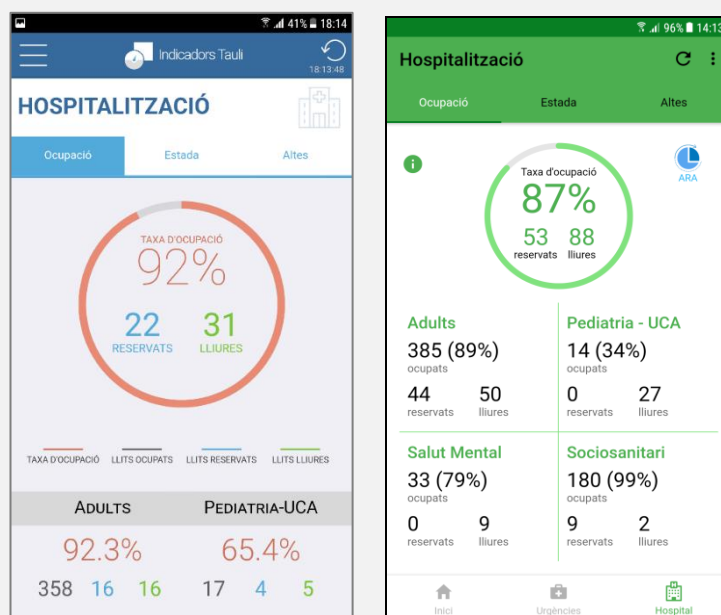 41% 18:14
Indicadors Taulí
18:13:48
HOSPITALITZACIÓ
Ocupació Estada Altes
TAXA D'OCUPACIÓ
92%
22 31
RESERVATS LLIURES
TAXA D'OCUPACIÓ LLITS OCUPATS LLITS RESERVATS LLITS LLIURES
ADULTS PEDIATRIA-UCA
92.3% 65.4%
358 16 16 17 4 5
96% 14:13
Hospitalització
Ocupació Estada Altes
Taxa d'ocupació
87%
53 88
reservats lliures
ARA
Adults Pediatria - UCA
385 (89%) 14 (34%)
ocupats ocupats
44 50 0 27
reservats lliures reservats lliures
Salut Mental Sociosanitari
33 (79%) 180 (99%)
ocupats ocupats
0 9 9 2
reservats lliures reservats lliures
Inici Urgències Hospital